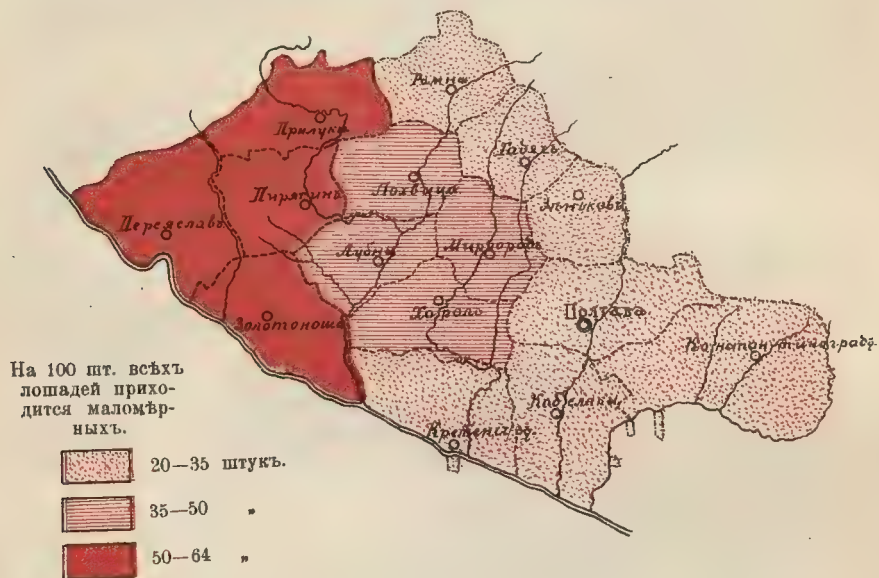 Ромны
Прилуки
Гадячъ
Лохвица
Пирятинъ
Зѣньковъ
Переяславъ
Лубны
Миргородъ
Золотоноша
Хоролъ
Полтава
Константиноградъ
Кобеляки
Кременчугъ
На 100 шт. всѣхъ
лошадей прихо-
дится маломѣр-
ныхъ.
20—35 штукъ.
35—50 „
50—64 „